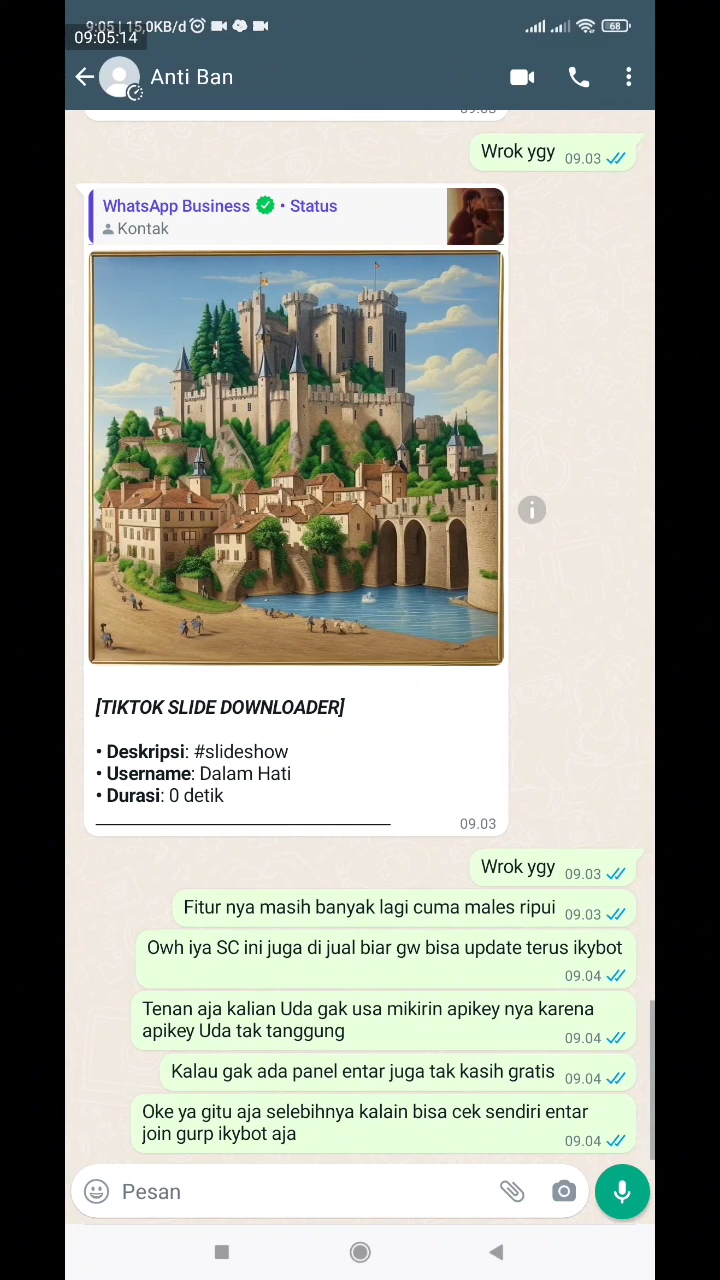 9:05 | 15,0KB/d
68
09:05:14
Anti Ban
09.03
Wrok ygy 09.03
WhatsApp Business • Status
Kontak
[TIKTOK SLIDE DOWNLOADER]
• Deskripsi: #slideshow
• Username: Dalam Hati
• Durasi: 0 detik
09.03
Wrok ygy 09.03
Fitur nya masih banyak lagi cuma males ripui 09.03
Owh iya SC ini juga di jual biar gw bisa update terus ikybot
09.04
Tenan aja kalian Uda gak usa mikirin apikey nya karena
apikey Uda tak tanggung
09.04
Kalau gak ada panel entar juga tak kasih gratis 09.04
Oke ya gitu aja selebihnya kalain bisa cek sendiri entar
join gurp ikybot aja
09.04
Pesan